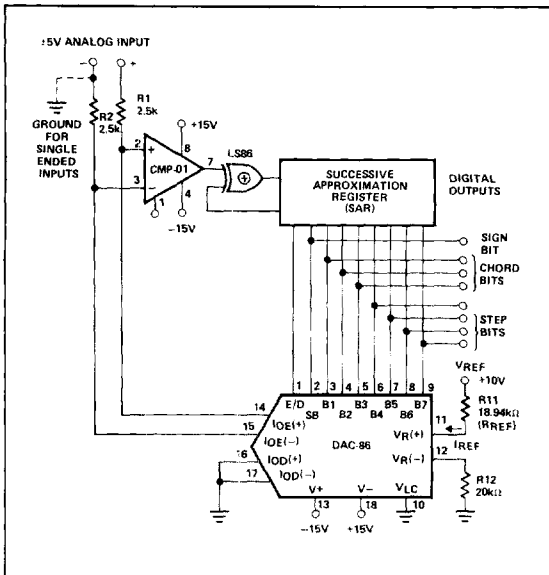 ±5V ANALOG INPUT
− +
R1
2.5k
R2
2.5k
GROUND
FOR
SINGLE
ENDED
INPUTS
+15V
8
2
+
CMP-01
3
−
1
4
−15V
7
LS86
+
SUCCESSIVE
APPROXIMATION
REGISTER
(SAR)
DIGITAL
OUTPUTS
SIGN
BIT
CHORD
BITS
STEP
BITS
1 2 3 4 5 6 7 8 9
E/D SB B1 B2 B3 B4 B5 B6 B7
VREF
+10V
R11
18.94kΩ
(RREF)
IREF
14
IOE(+)
15
IOE(−)
16
IOD(+)
17
IOD(−)
DAC-86
11
VR(+)
12
VR(−)
R12
20kΩ
V+ V− VLC
13 18 10
−15V +15V